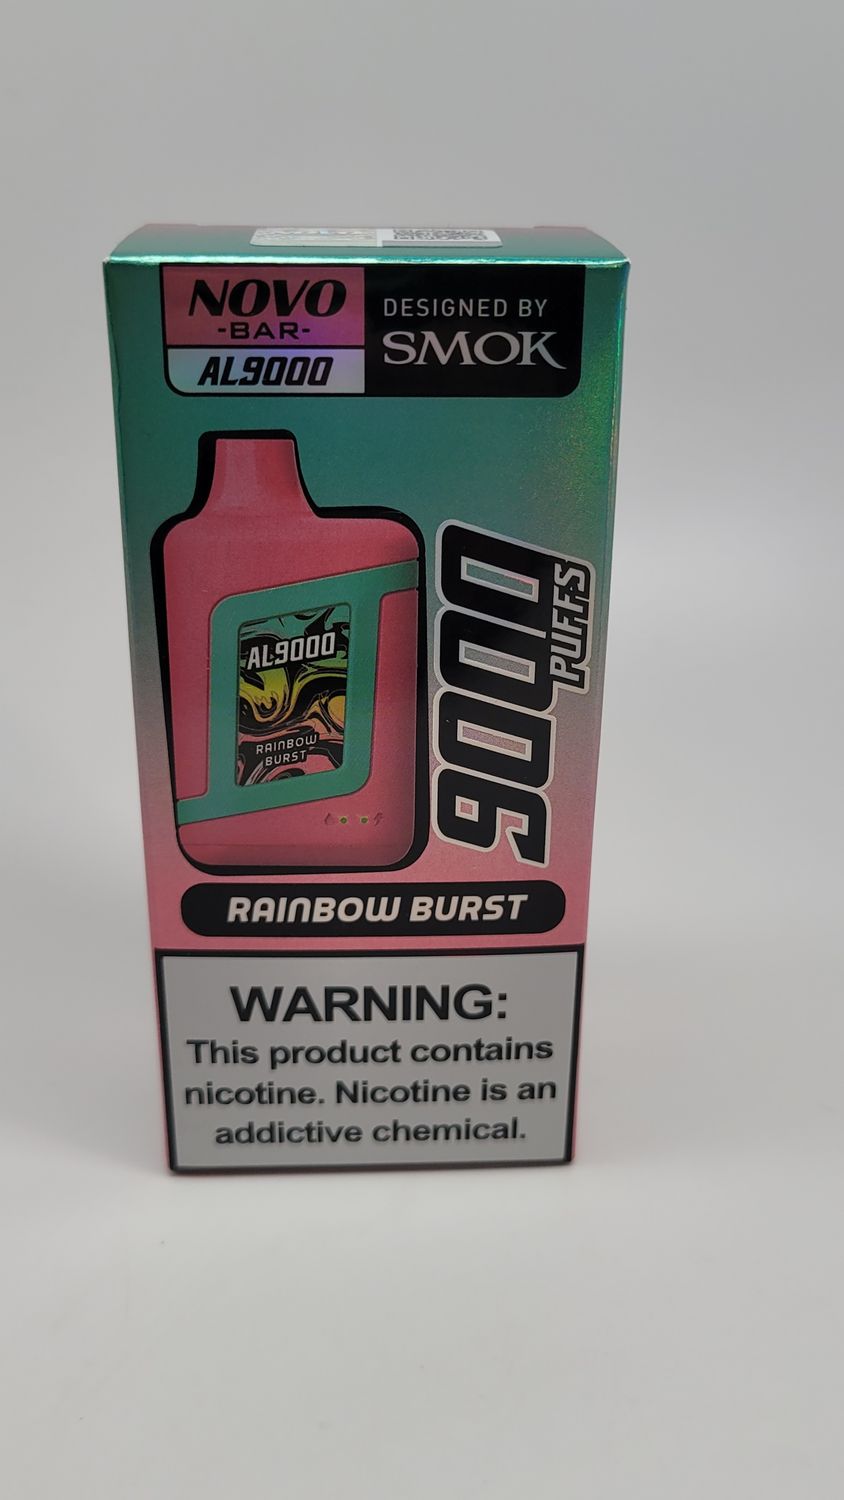 NOVO
-BAR-
AL9000
DESIGNED BY
SMOK
AL9000
RAINBOW
BURST
9000
PUFFS
RAINBOW BURST
WARNING:
This product contains
nicotine. Nicotine is an
addictive chemical.